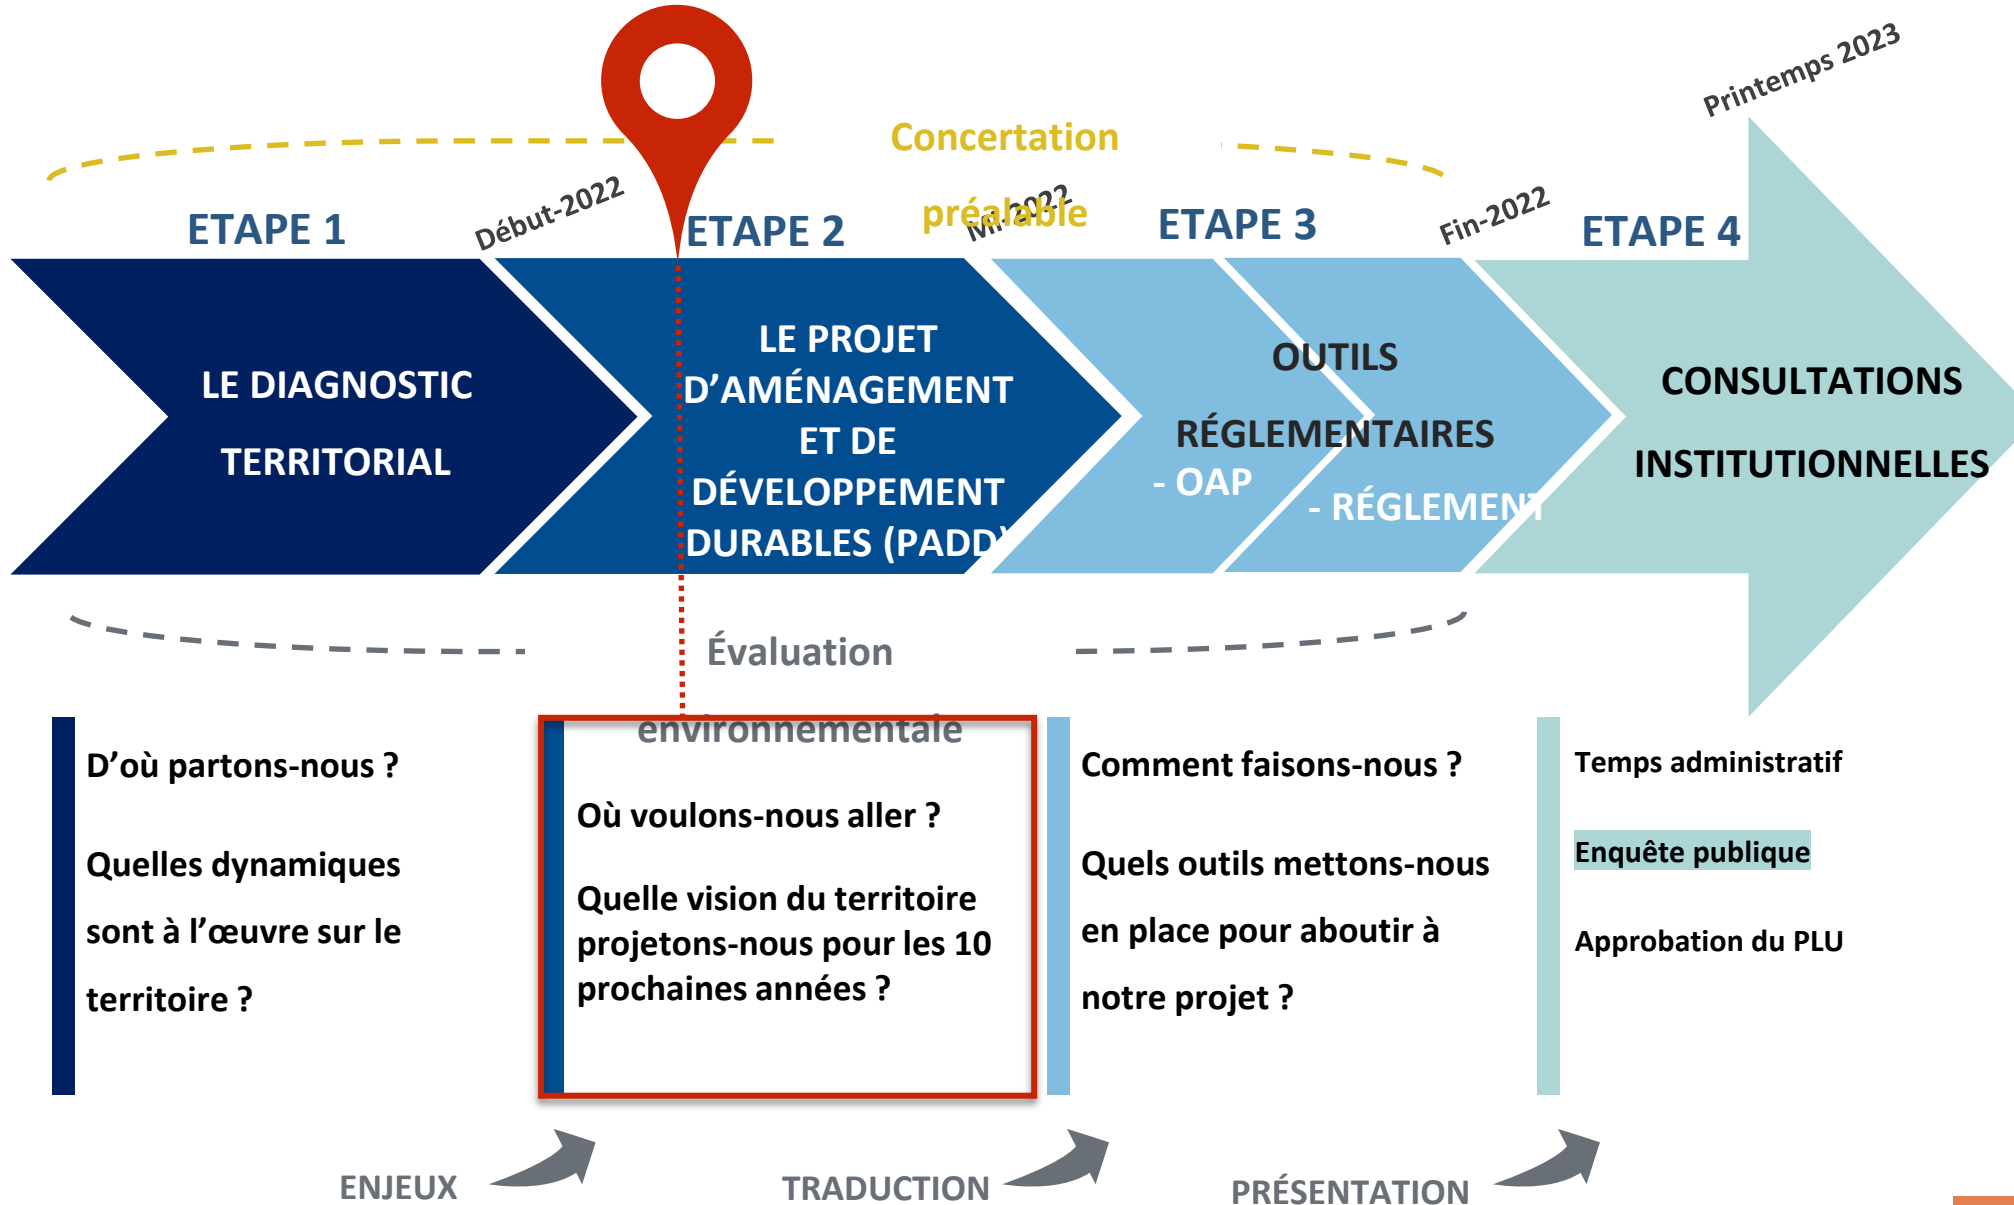 Printemps 2023
Concertation
préalable
ETAPE 1
Début-2022
ETAPE 2
Mi-2022
ETAPE 3
Fin-2022
ETAPE 4
LE DIAGNOSTIC
TERRITORIAL
LE PROJET
D’AMÉNAGEMENT
ET DE
DÉVELOPPEMENT
DURABLES (PADD)
OUTILS
RÉGLEMENTAIRES
- OAP
- RÉGLEMENT
CONSULTATIONS
INSTITUTIONNELLES
Évaluation
environnementale
D’où partons-nous ?
Quelles dynamiques
sont à l’œuvre sur le
territoire ?
Où voulons-nous aller ?
Quelle vision du territoire
projetons-nous pour les 10
prochaines années ?
Comment faisons-nous ?
Quels outils mettons-nous
en place pour aboutir à
notre projet ?
Temps administratif
Enquête publique
Approbation du PLU
ENJEUX
TRADUCTION
PRÉSENTATION